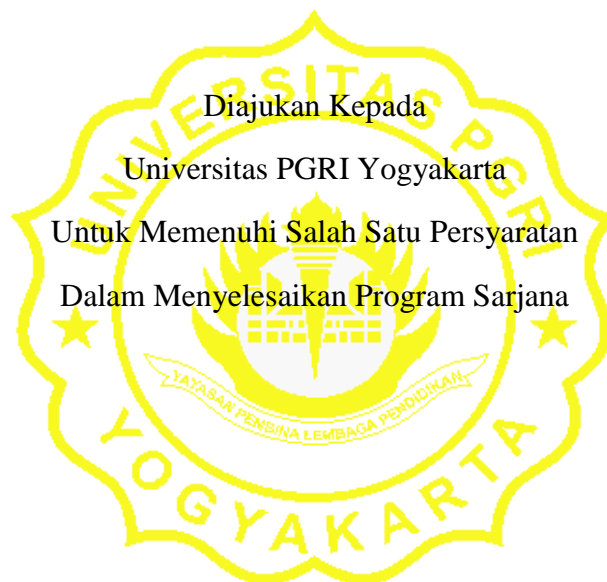 UNIVERSITAS PGRI
Diajukan Kepada
Universitas PGRI Yogyakarta
Untuk Memenuhi Salah Satu Persyaratan
Dalam Menyelesaikan Program Sarjana
YAYASAN PEMBINA LEMBAGA PENDIDIKAN
YOGYAKARTA